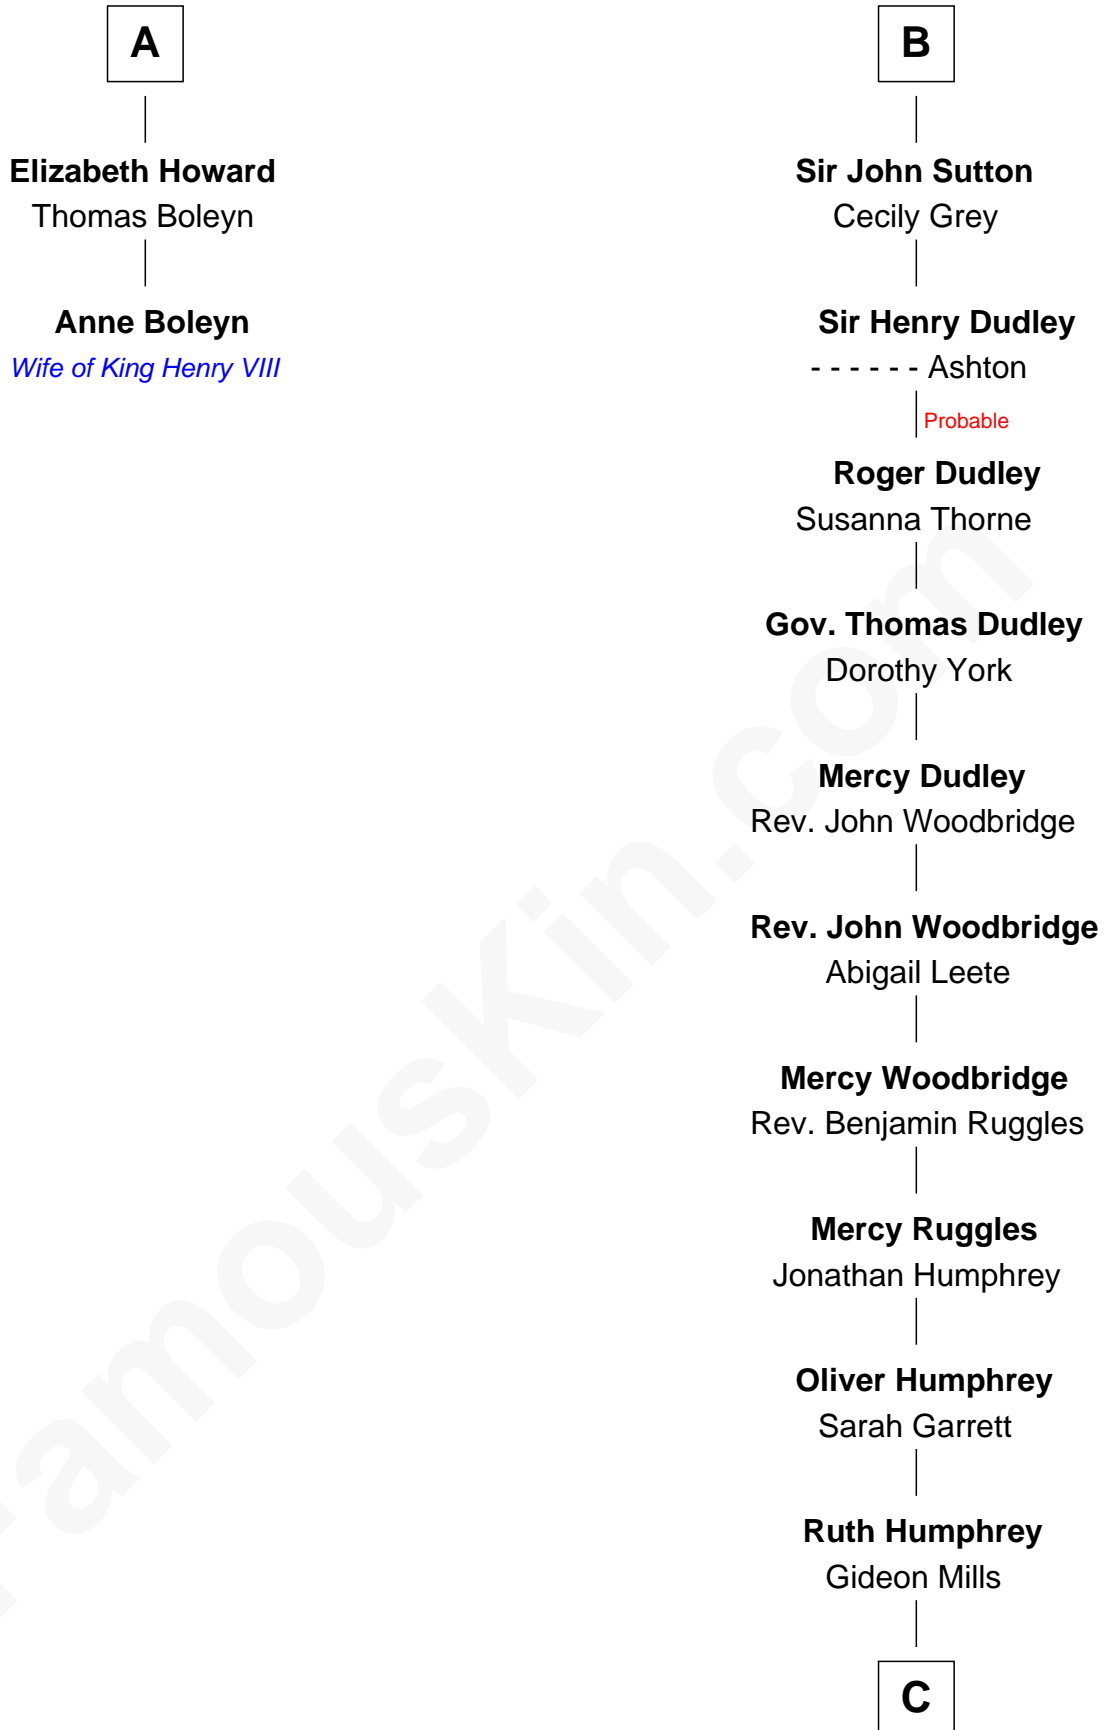 A
Elizabeth Howard
Thomas Boleyn
Anne Boleyn
Wife of King Henry VIII
B
Sir John Sutton
Cecily Grey
Sir Henry Dudley
- - - - - - Ashton
Probable
Roger Dudley
Susanna Thorne
Gov. Thomas Dudley
Dorothy York
Mercy Dudley
Rev. John Woodbridge
Rev. John Woodbridge
Abigail Leete
Mercy Woodbridge
Rev. Benjamin Ruggles
Mercy Ruggles
Jonathan Humphrey
Oliver Humphrey
Sarah Garrett
Ruth Humphrey
Gideon Mills
C
FamousKin.com